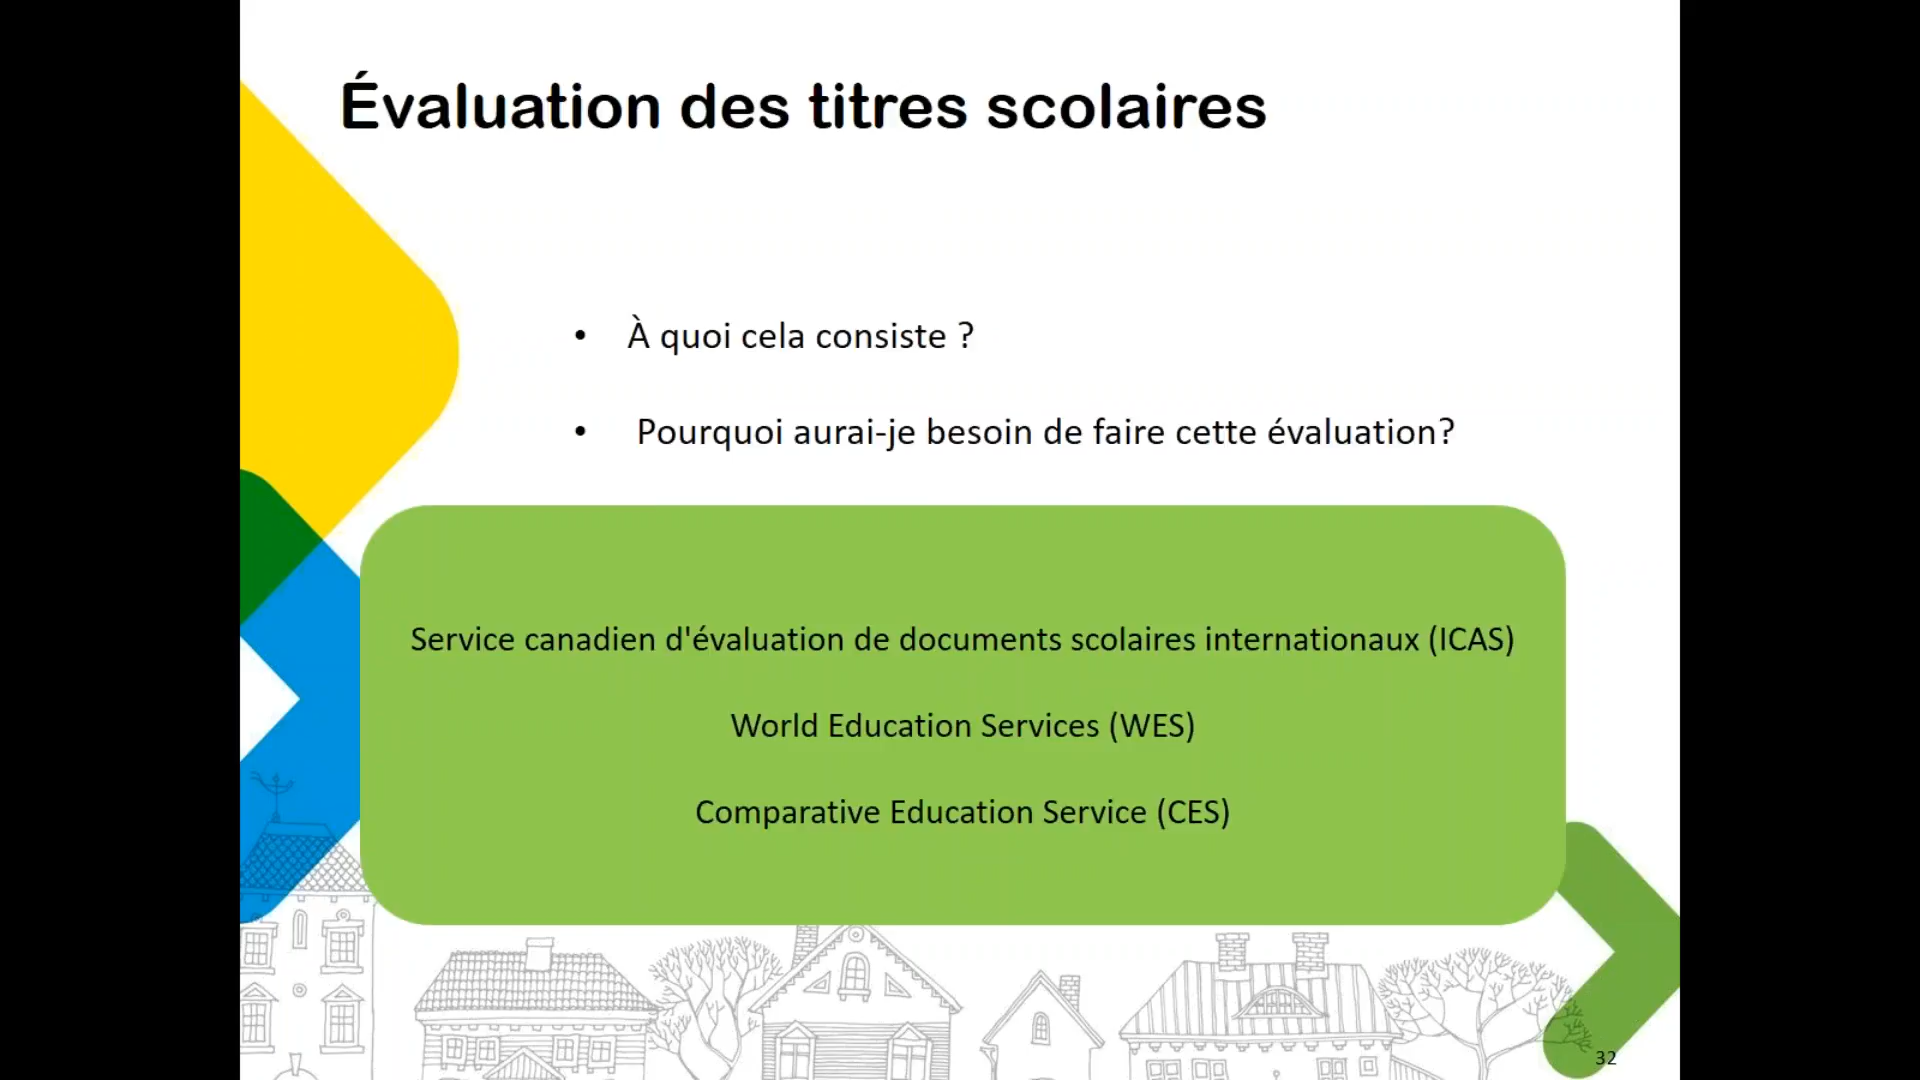 Évaluation des titres scolaires
• À quoi cela consiste ?
• Pourquoi aurai-je besoin de faire cette évaluation?
Service canadien d'évaluation de documents scolaires internationaux (ICAS)
World Education Services (WES)
Comparative Education Service (CES)
32